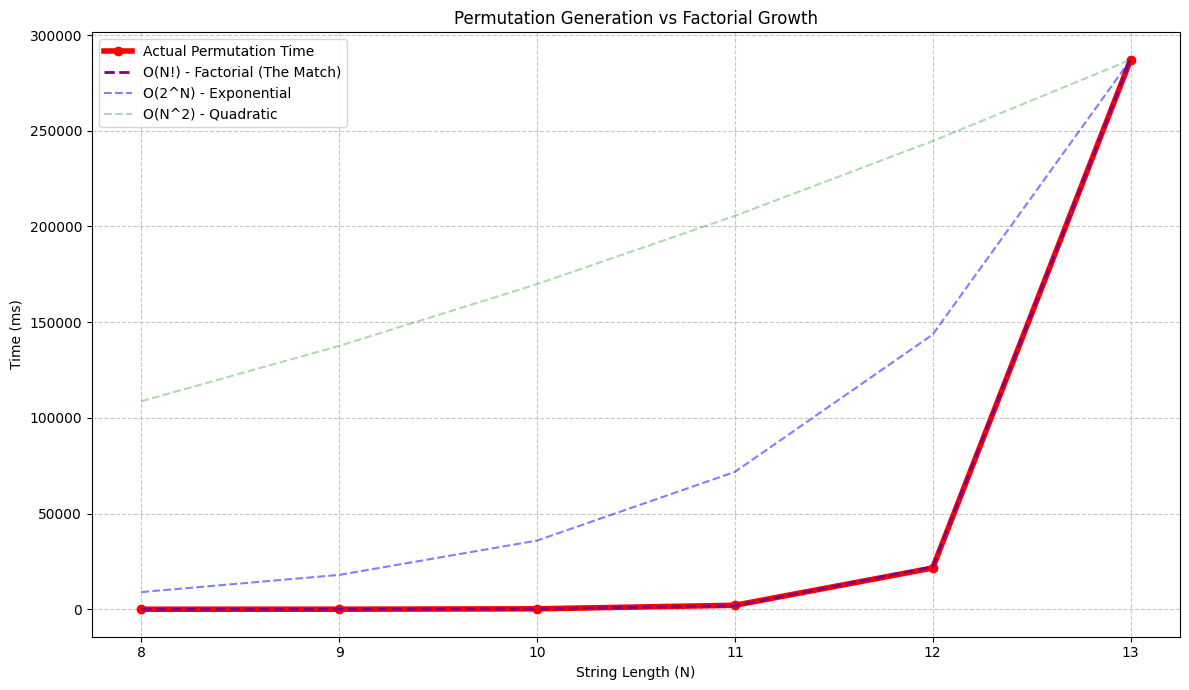 Permutation Generation vs Factorial Growth
300000
250000
200000
150000
100000
50000
0
Time (ms)
Actual Permutation Time
O(N!) - Factorial (The Match)
O(2^N) - Exponential
O(N^2) - Quadratic
8 9 10 11 12 13
String Length (N)